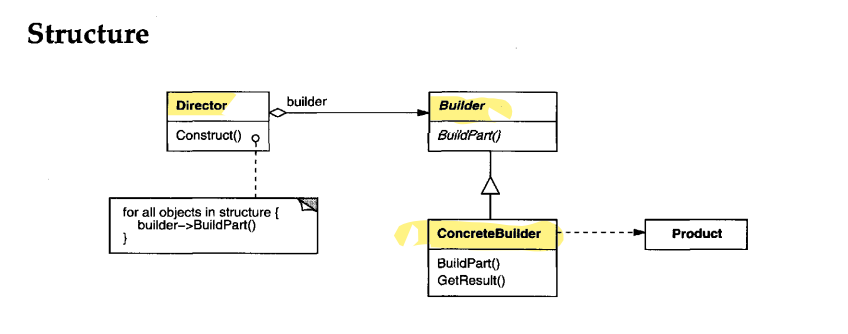 Structure
Director
Construct()
builder
Builder
BuildPart()
for all objects in structure {
builder->BuildPart()
}
ConcreteBuilder
BuildPart()
GetResult()
Product